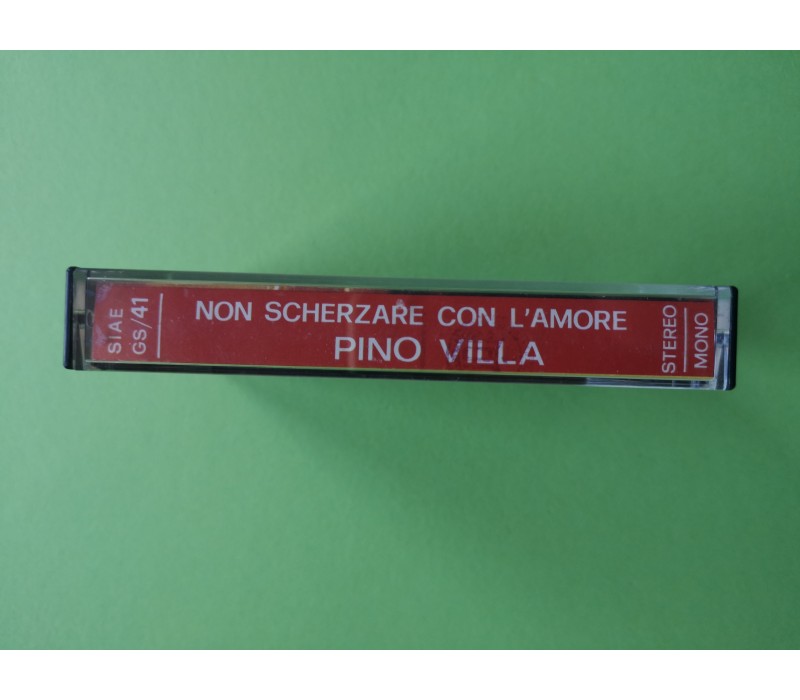 SIAE
GS/41
NON SCHERZARE CON L'AMORE
PINO VILLA
STEREO
MONO